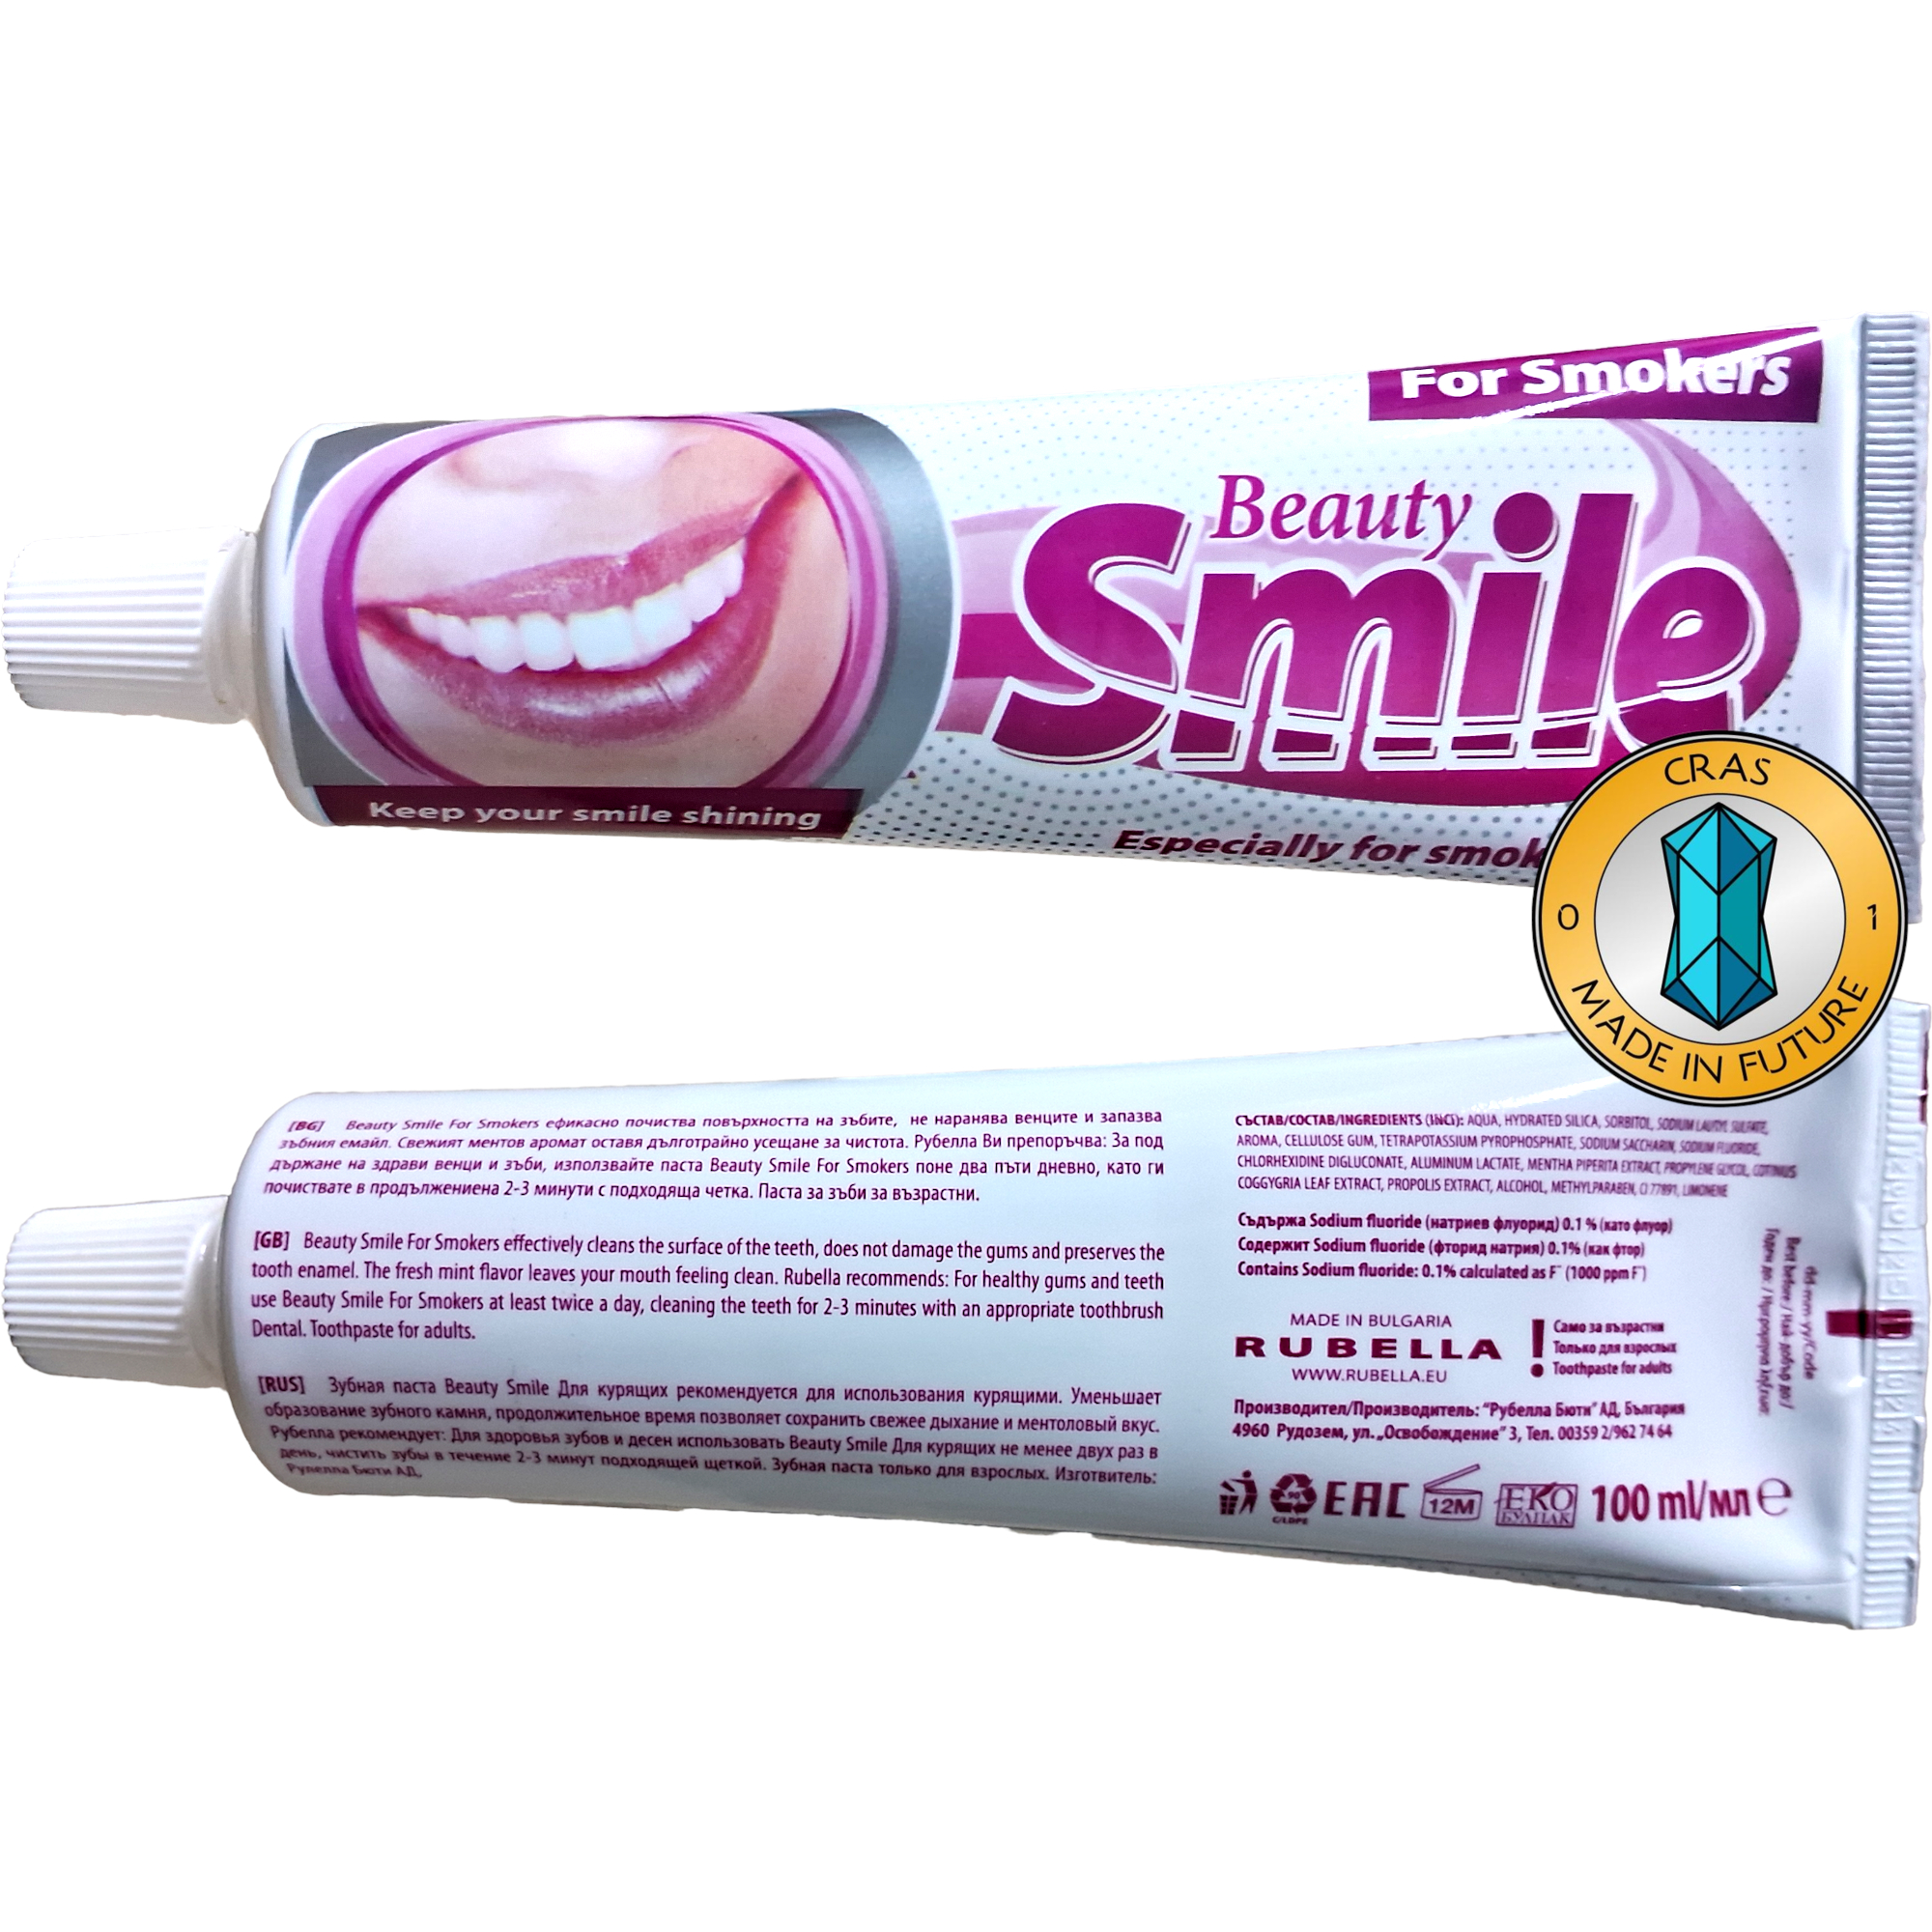 For Smokers
Beauty
Smile
Keep your smile shining
Especially for smok
CRAS
0 1
MADE IN FUTURE
[BG] Beauty Smile For Smokers ефикасно почиства повърхността на зъбите, не наранява венците и запазва
зъбния емайл. Свежият ментов аромат оставя дълготрайно усещане за чистота. Рубелла Ви препоръчва: За под
държане на здрави венци и зъби, използвайте паста Beauty Smile For Smokers поне два пъти дневно, като ги
почиствате в продължениена 2-3 минути с подходяща четка. Паста за зъби за възрастни.
[GB] Beauty Smile For Smokers effectively cleans the surface of the teeth, does not damage the gums and preserves the
tooth enamel. The fresh mint flavor leaves your mouth feeling clean. Rubella recommends: For healthy gums and teeth
use Beauty Smile For Smokers at least twice a day, cleaning the teeth for 2-3 minutes with an appropriate toothbrush
Dental. Toothpaste for adults.
[RUS] Зубная паста Beauty Smile Для курящих рекомендуется для использования курящими. Уменьшает
образование зубного камня, продолжительное время позволяет сохранить свежее дыхание и ментоловый вкус.
Рубелла рекомендует: Для здоровья зубов и десен использовать Beauty Smile Для курящих не менее двух раз в
день, чистить зубы в течение 2-3 минут подходящей щеткой. Зубная паста только для взрослых. Изготвитель:
Рубелла Бюти АД,
СЪСТАВ/СОСТАВ/INGREDIENTS (INCI): AQUA, HYDRATED SILICA, SORBITOL, SODIUM LAURYL SULFATE,
AROMA, CELLULOSE GUM, TETRAPOTASSIUM PYROPHOSPHATE, SODIUM SACCHARIN, SODIUM FLUORIDE,
CHLORHEXIDINE DIGLUCONATE, ALUMINUM LACTATE, MENTHA PIPERITA EXTRACT, PROPYLENE GLYCOL, COTINUS
COGGYGRIA LEAF EXTRACT, PROPOLIS EXTRACT, ALCOHOL, METHYLPARABEN, CI 77891, LIMONENE
Съдържа Sodium fluoride (натриев флуорид) 0.1 % (като флуор)
Содержит Sodium fluoride (фторид натрия) 0.1% (как фтор)
Contains Sodium fluoride: 0.1% calculated as F⁻ (1000 ppm F⁻)
MADE IN BULGARIA
RUBELLA
WWW.RUBELLA.EU
! Само за възрастни
Только для взрослых
Toothpaste for adults
Производител/Производитель: "Рубелла Бюти" АД, България
4960 Рудозем, ул. „Освобождение" 3, Тел. 00359 2/962 74 64
dd-mm-yy/Code
Best before / Най-добър до /
90
C/LDPE
EAC
12M
ЕКО
БУЛПАК
100 ml/мл e